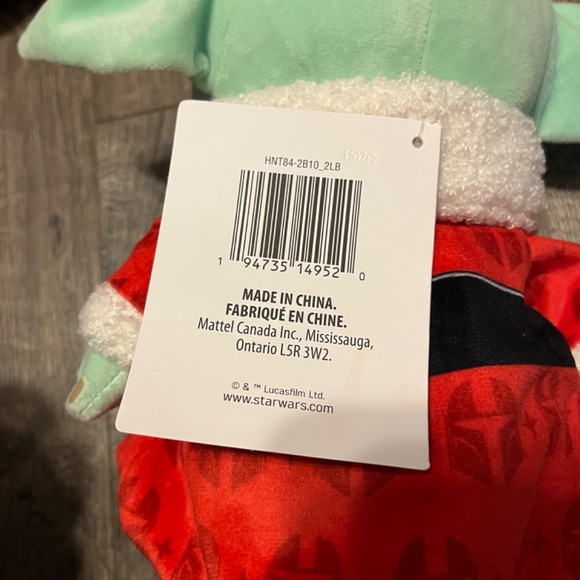 HNT84-2B10_2LB
1 94735 14952 0
MADE IN CHINA.
FABRIQUÉ EN CHINE.
Mattel Canada Inc., Mississauga,
Ontario L5R 3W2.
© & ™ Lucasfilm Ltd.
www.starwars.com